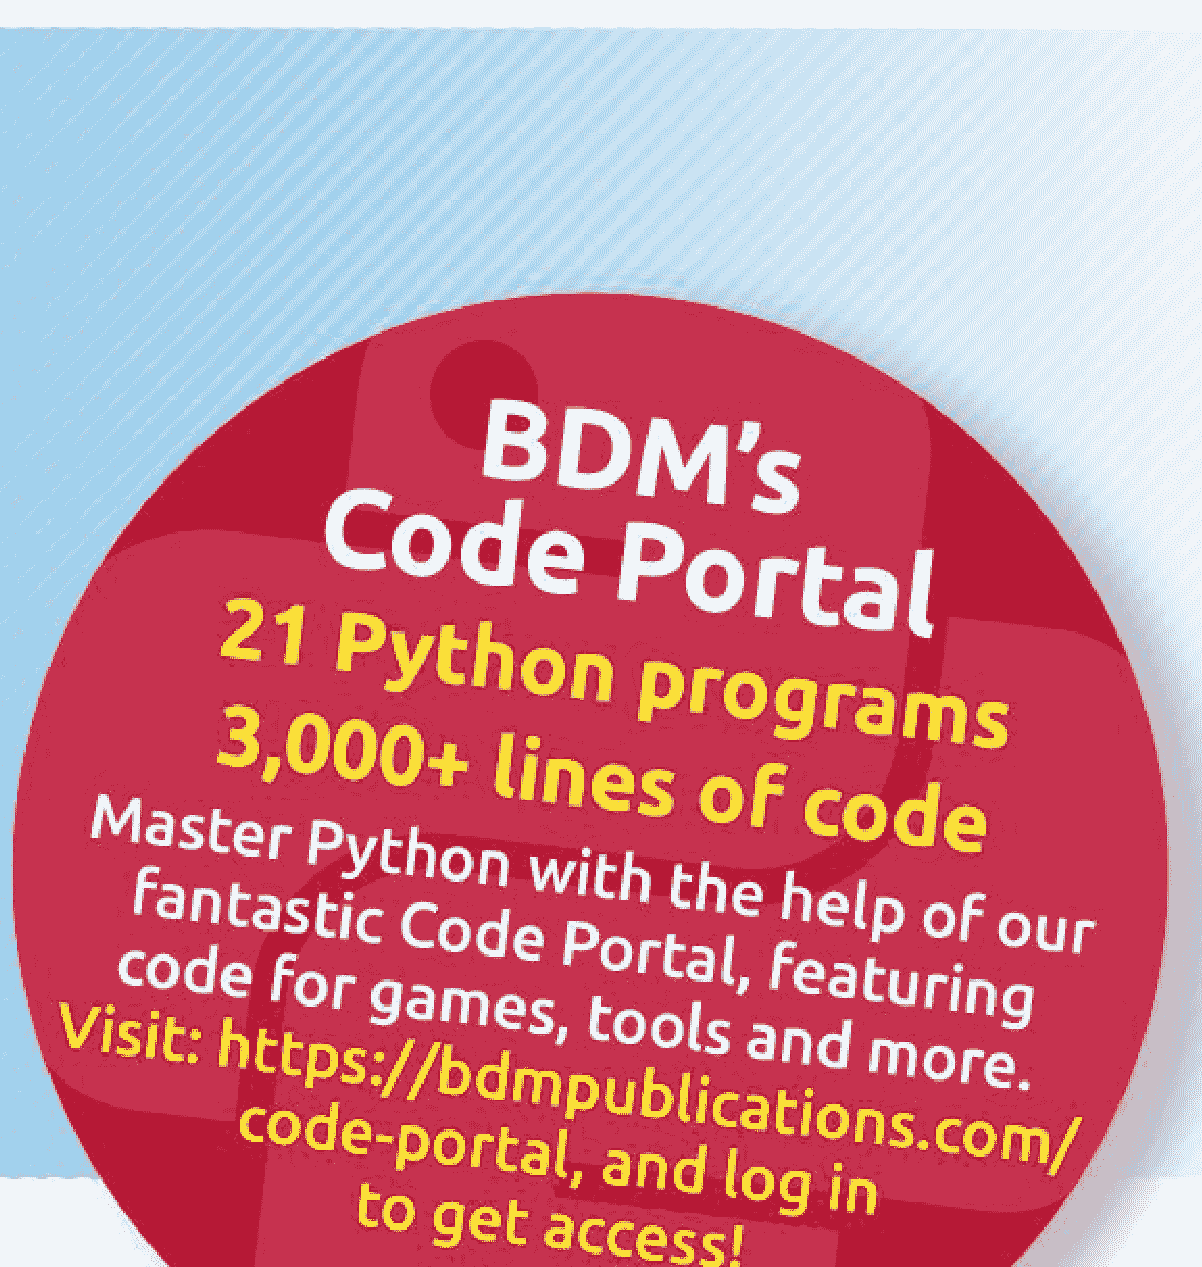 BDM’s
Code Portal
21 Python programs
3,000+ lines of code
Master Python with the help of our
fantastic Code Portal, featuring
code for games, tools and more.
Visit: https://bdmpublications.com/
code-portal, and log in
to get access!